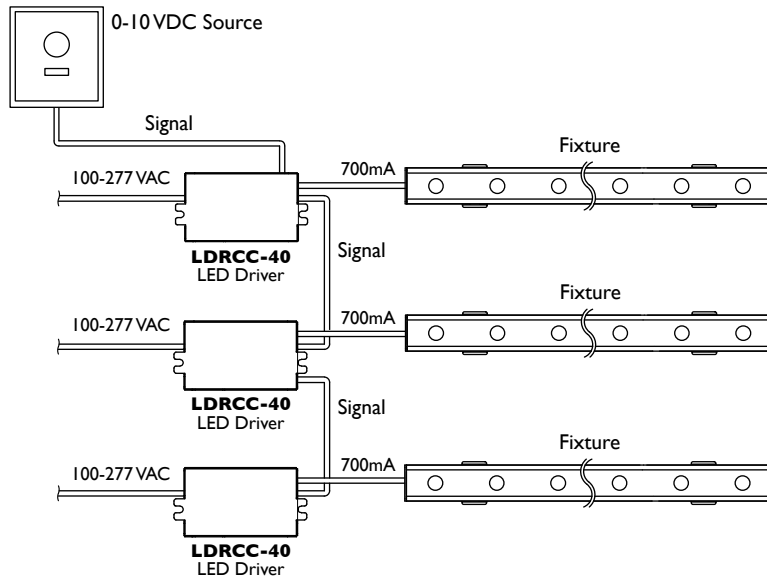 0-10 VDC Source
Signal
Fixture
100-277 VAC
700mA
LDRCC-40
LED Driver
Signal
Fixture
100-277 VAC
700mA
LDRCC-40
LED Driver
Signal
Fixture
100-277 VAC
700mA
LDRCC-40
LED Driver